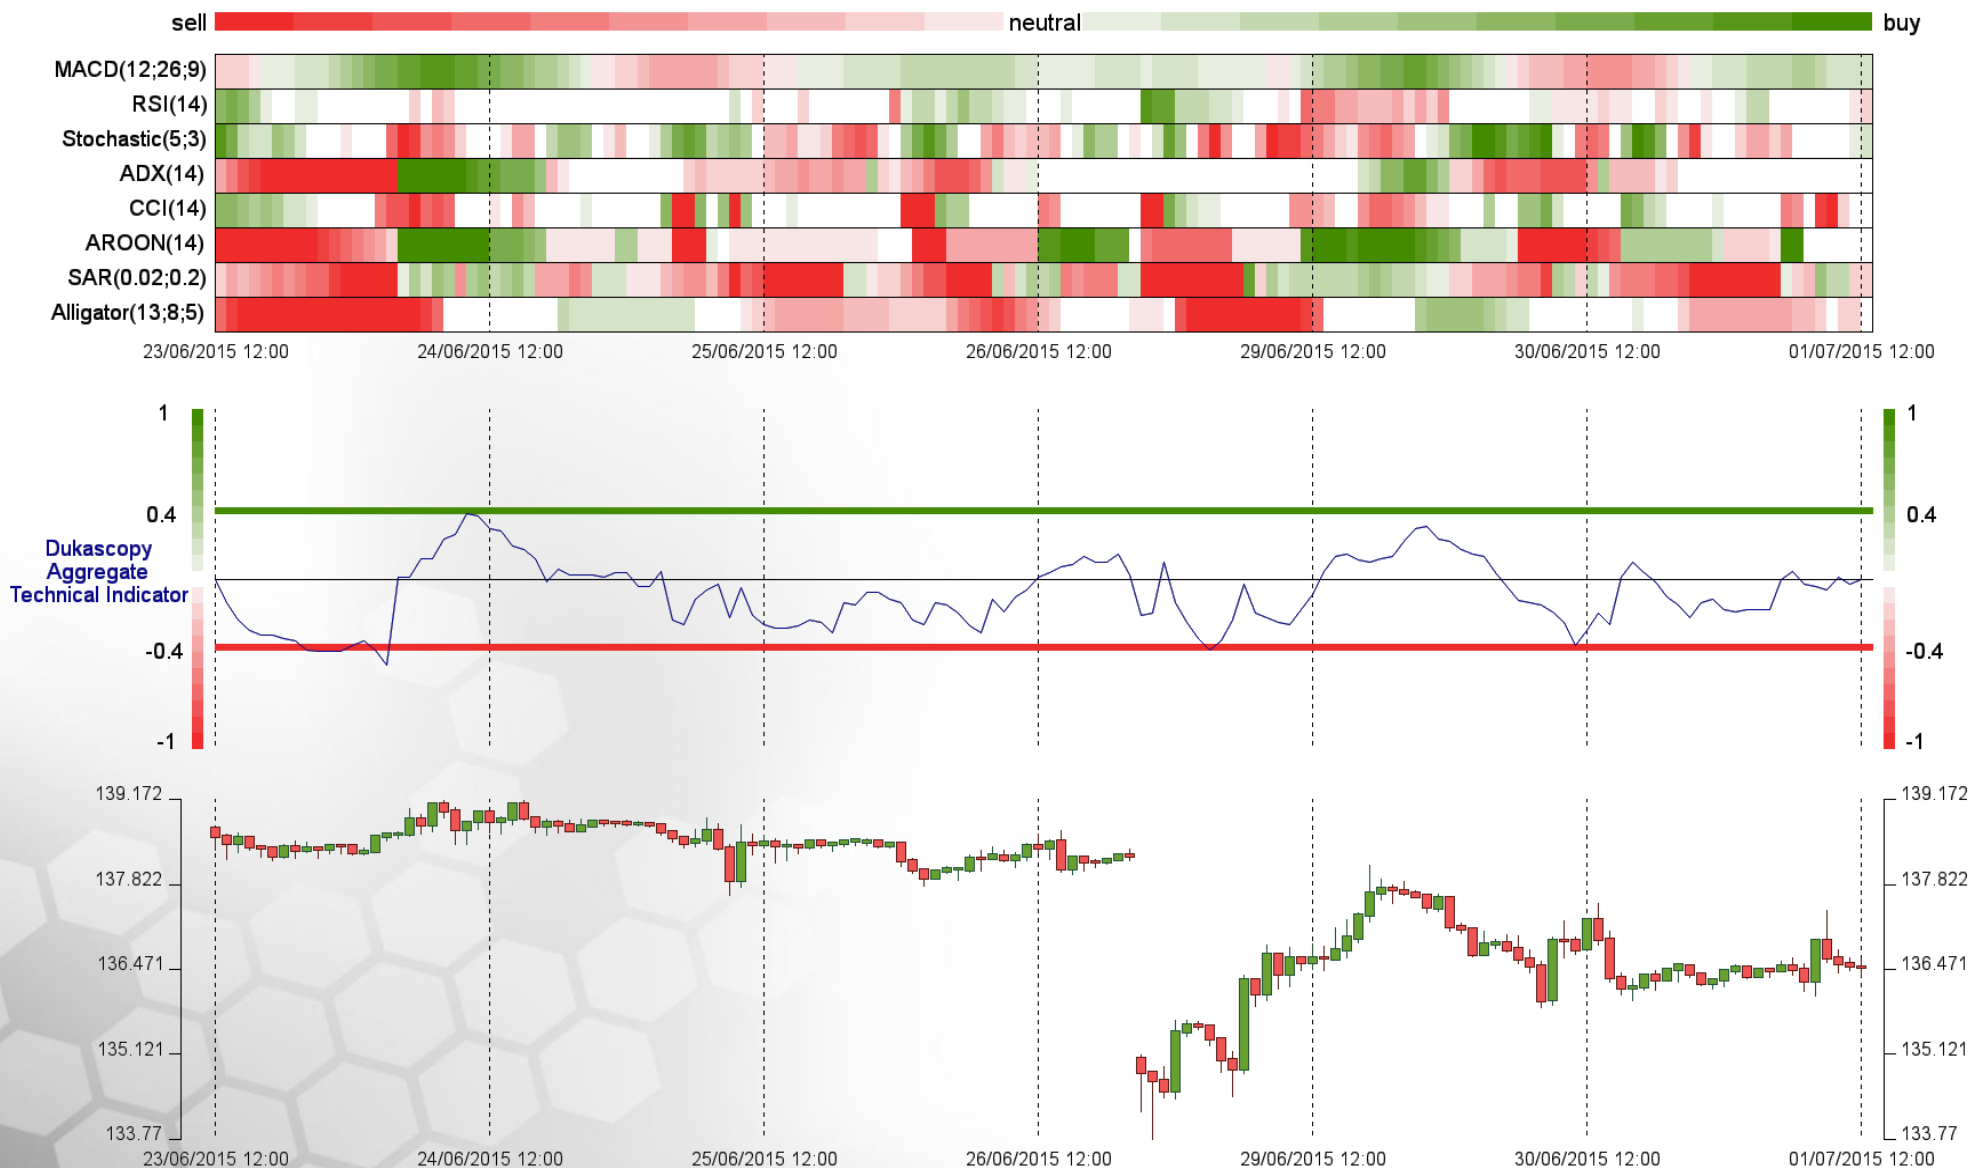 sell neutral buy
MACD(12;26;9)
RSI(14)
Stochastic(5;3)
ADX(14)
CCI(14)
AROON(14)
SAR(0.02;0.2)
Alligator(13;8;5)
23/06/2015 12:00 24/06/2015 12:00 25/06/2015 12:00 26/06/2015 12:00 29/06/2015 12:00 30/06/2015 12:00 01/07/2015 12:00
1 1
0.4 0.4
Dukascopy
Aggregate
Technical Indicator
-0.4 -0.4
-1 -1
139.172 139.172
137.822 137.822
136.471 136.471
135.121 135.121
133.77 133.77
23/06/2015 12:00 24/06/2015 12:00 25/06/2015 12:00 26/06/2015 12:00 29/06/2015 12:00 30/06/2015 12:00 01/07/2015 12:00